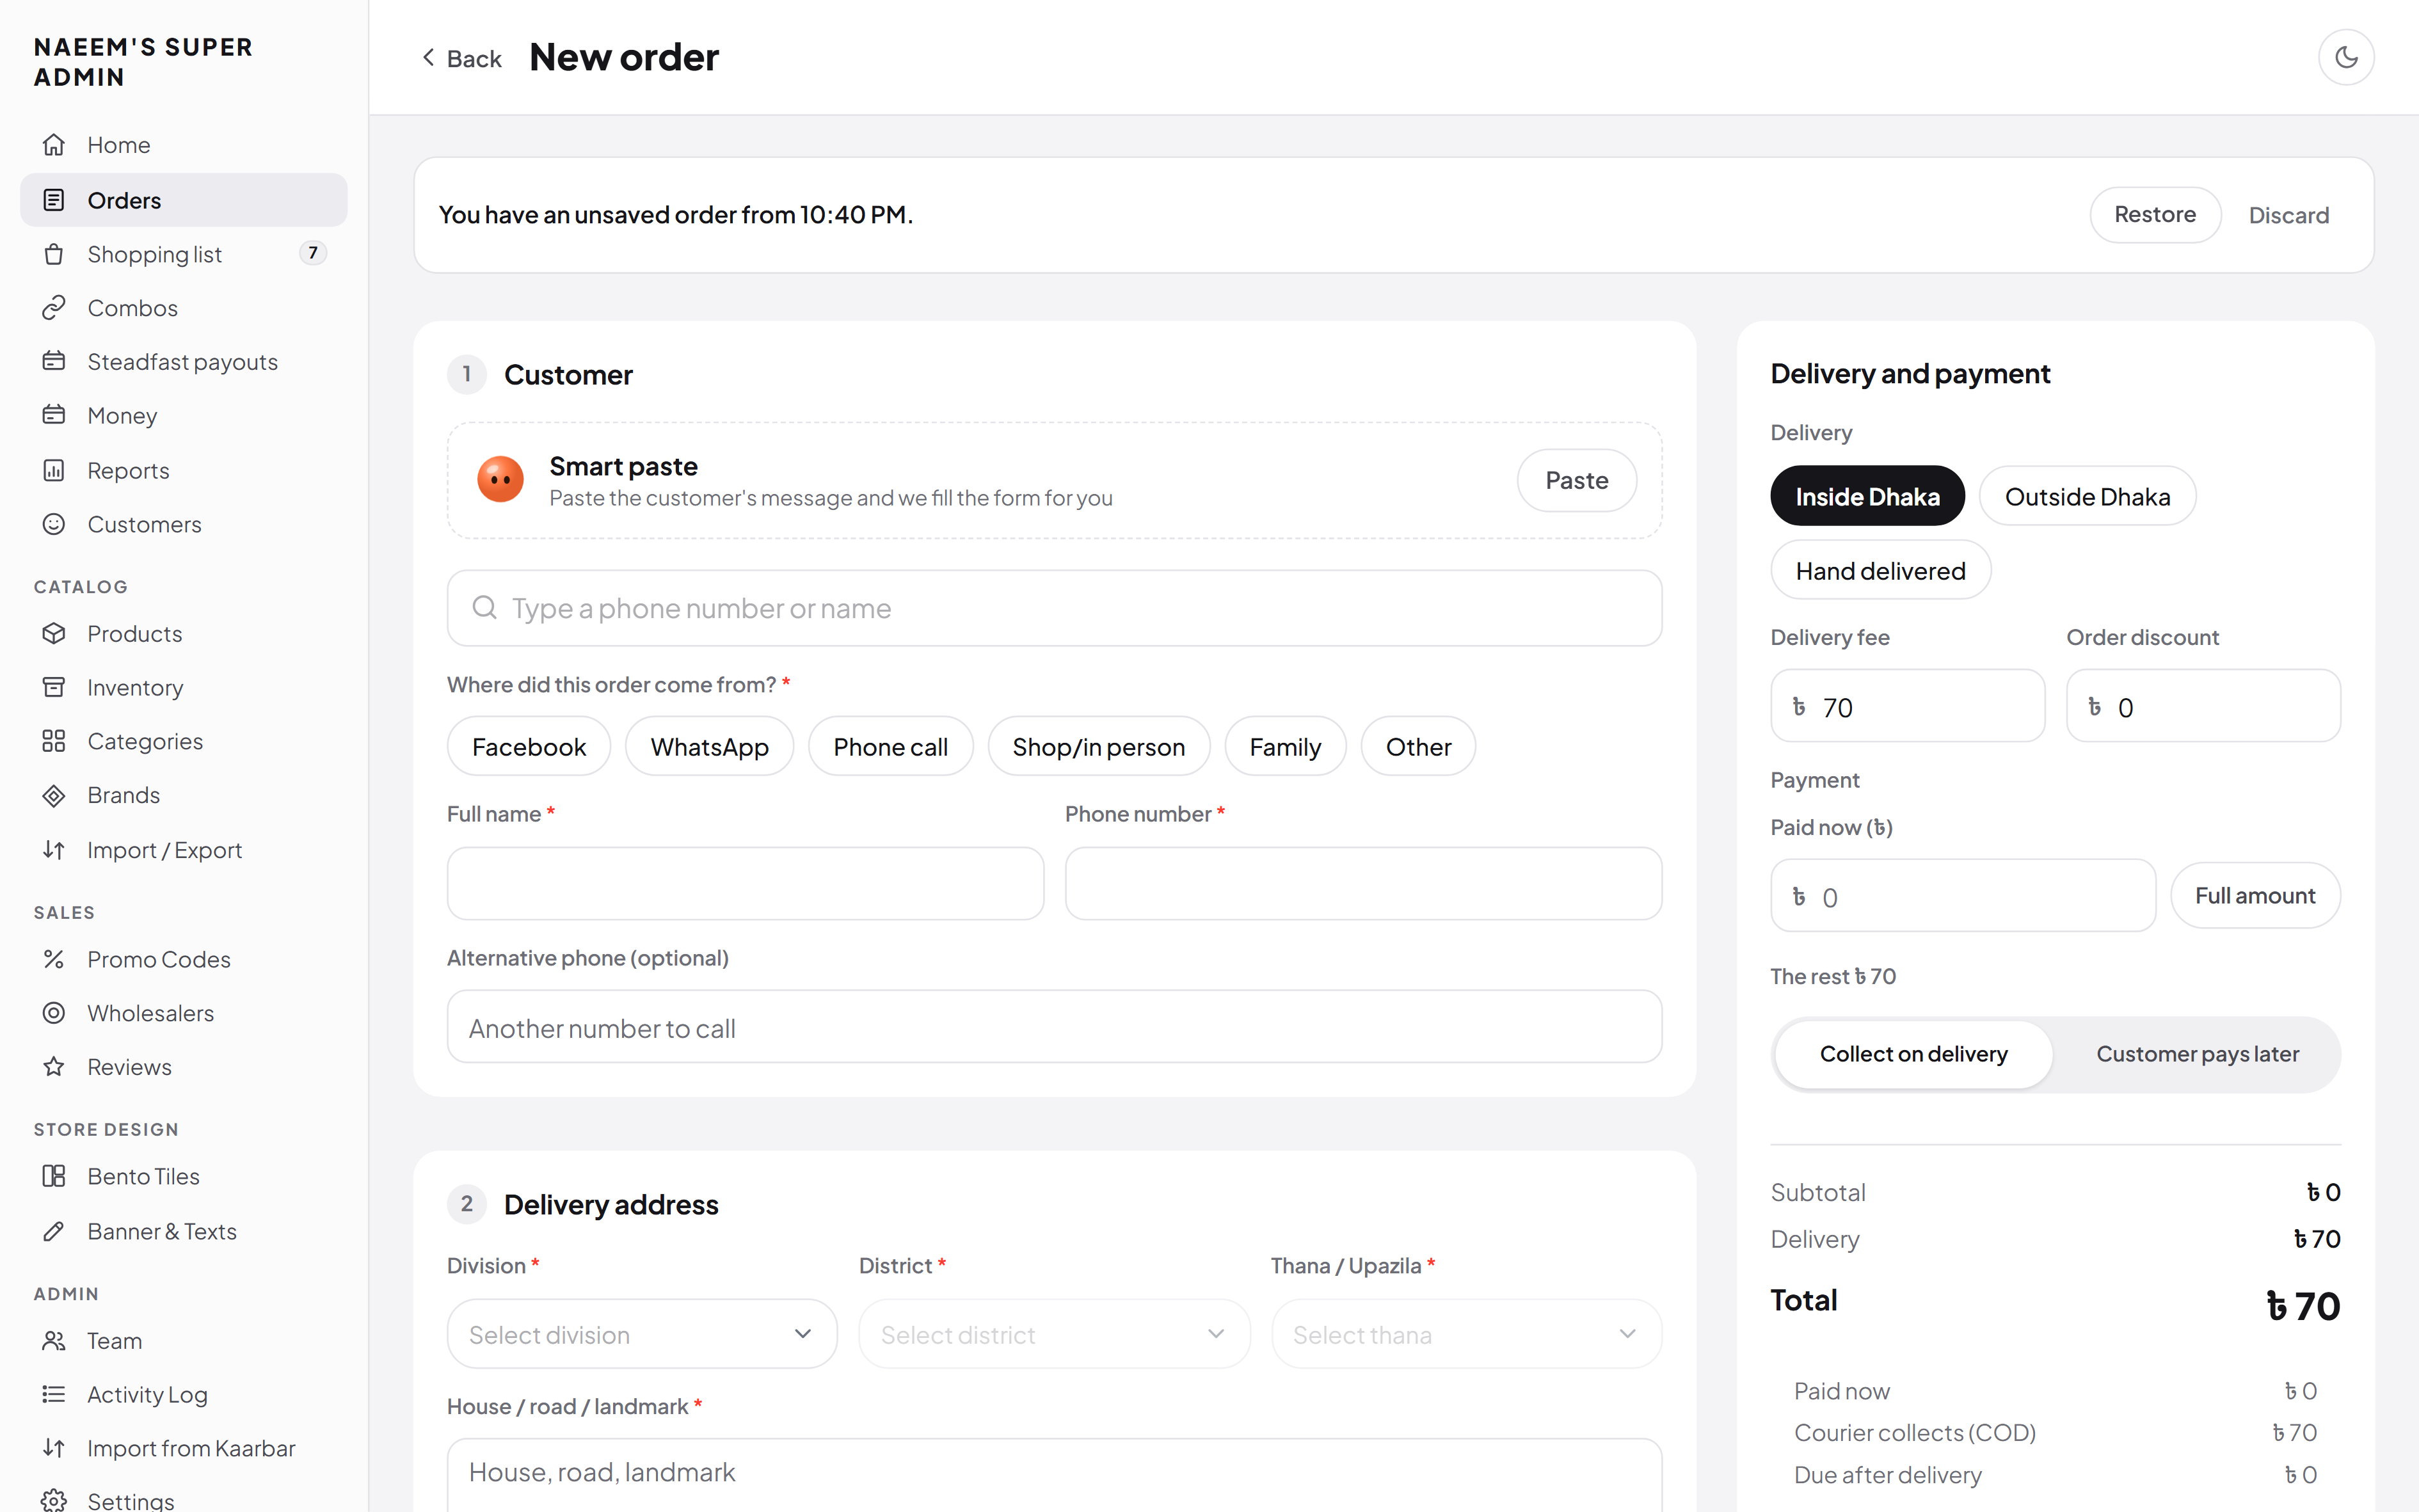 NAEEM'S SUPER
ADMIN
Home
Orders
Shopping list 7
Combos
Steadfast payouts
Money
Reports
Customers
CATALOG
Products
Inventory
Categories
Brands
Import / Export
SALES
Promo Codes
Wholesalers
Reviews
STORE DESIGN
Bento Tiles
Banner & Texts
ADMIN
Team
Activity Log
Import from Kaarbar
Settings
Back New order
You have an unsaved order from 10:40 PM. Restore Discard
1 Customer
Smart paste
Paste the customer's message and we fill the form for you
Paste
Type a phone number or name
Where did this order come from? *
Facebook WhatsApp Phone call Shop/in person Family Other
Full name * Phone number *
Alternative phone (optional)
Another number to call
2 Delivery address
Division * District * Thana / Upazila *
Select division Select district Select thana
House / road / landmark *
House, road, landmark
Delivery and payment
Delivery
Inside Dhaka Outside Dhaka
Hand delivered
Delivery fee Order discount
৳ 70 ৳ 0
Payment
Paid now (৳)
৳ 0 Full amount
The rest ৳ 70
Collect on delivery Customer pays later
Subtotal ৳ 0
Delivery ৳ 70
Total ৳ 70
Paid now ৳ 0
Courier collects (COD) ৳ 70
Due after delivery ৳ 0